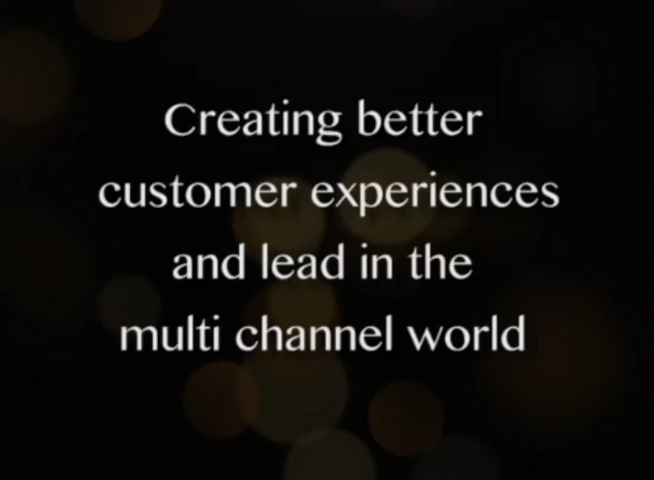 Creating better
customer experiences
and lead in the
multi channel world